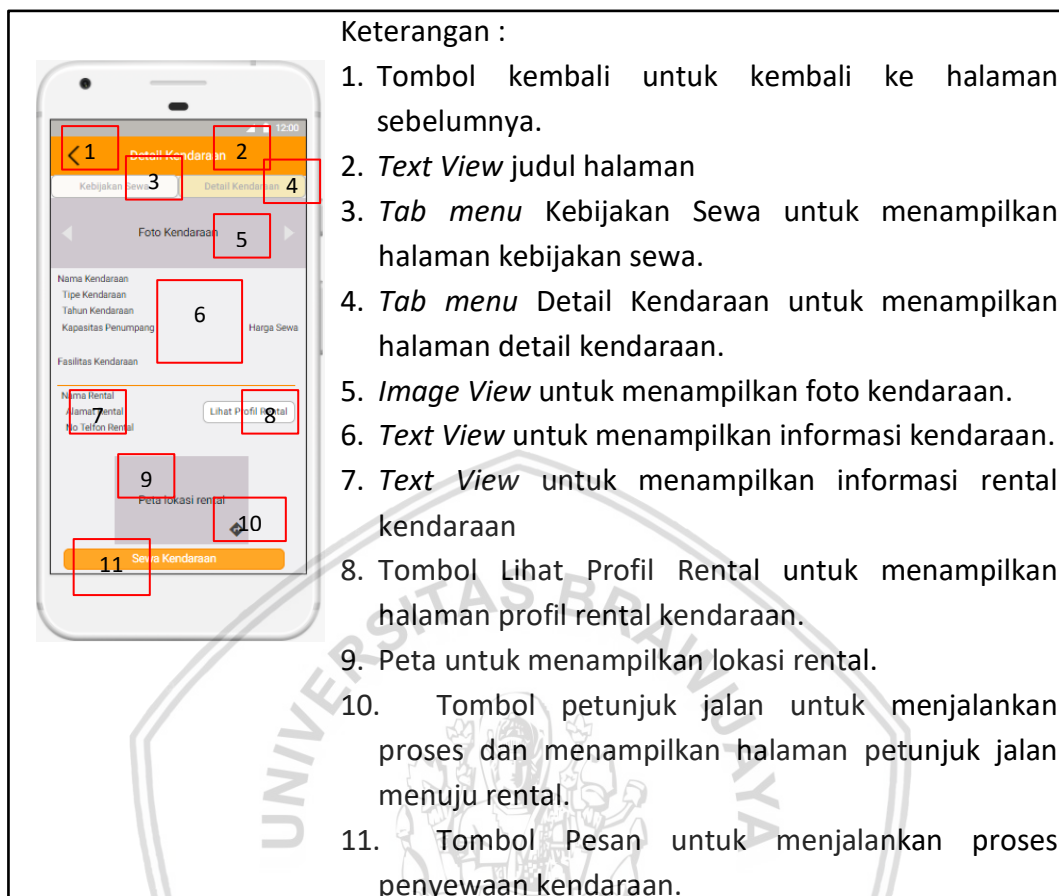 Keterangan :
1. Tombol kembali untuk kembali ke halaman
sebelumnya.
2. Text View judul halaman
3. Tab menu Kebijakan Sewa untuk menampilkan
halaman kebijakan sewa.
4. Tab menu Detail Kendaraan untuk menampilkan
halaman detail kendaraan.
5. Image View untuk menampilkan foto kendaraan.
6. Text View untuk menampilkan informasi kendaraan.
7. Text View untuk menampilkan informasi rental
kendaraan
8. Tombol Lihat Profil Rental untuk menampilkan
halaman profil rental kendaraan.
9. Peta untuk menampilkan lokasi rental.
10. Tombol petunjuk jalan untuk menjalankan
proses dan menampilkan halaman petunjuk jalan
menuju rental.
11. Tombol Pesan untuk menjalankan proses
penyewaan kendaraan.
12:00
1 Detail Kendaraan 2
Kebijakan Sewa 3 Detail Kendaraan 4
Foto Kendaraan 5
Nama Kendaraan
Tipe Kendaraan
Tahun Kendaraan
6
Kapasitas Penumpang Harga Sewa
Fasilitas Kendaraan
Nama Rental
Alamat Rental
7
Lihat Profil Rental 8
No Telfon Rental
9
Peta lokasi rental
10
11 Sewa Kendaraan
UNIVERSITAS BRAWIJAYA